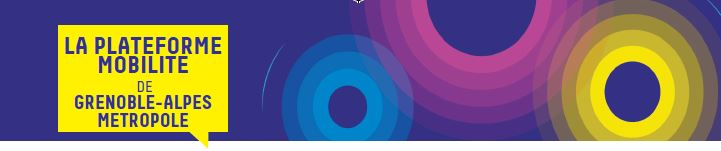 LA PLATEFORME
MOBILITE
DE
GRENOBLE-ALPES
METROPOLE